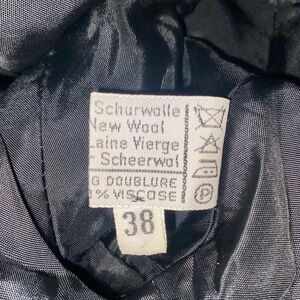 Schurwolle
New Wool
Laine Vierge
- Scheerwol
G DOUBLURE
% VISCOSE
P
38